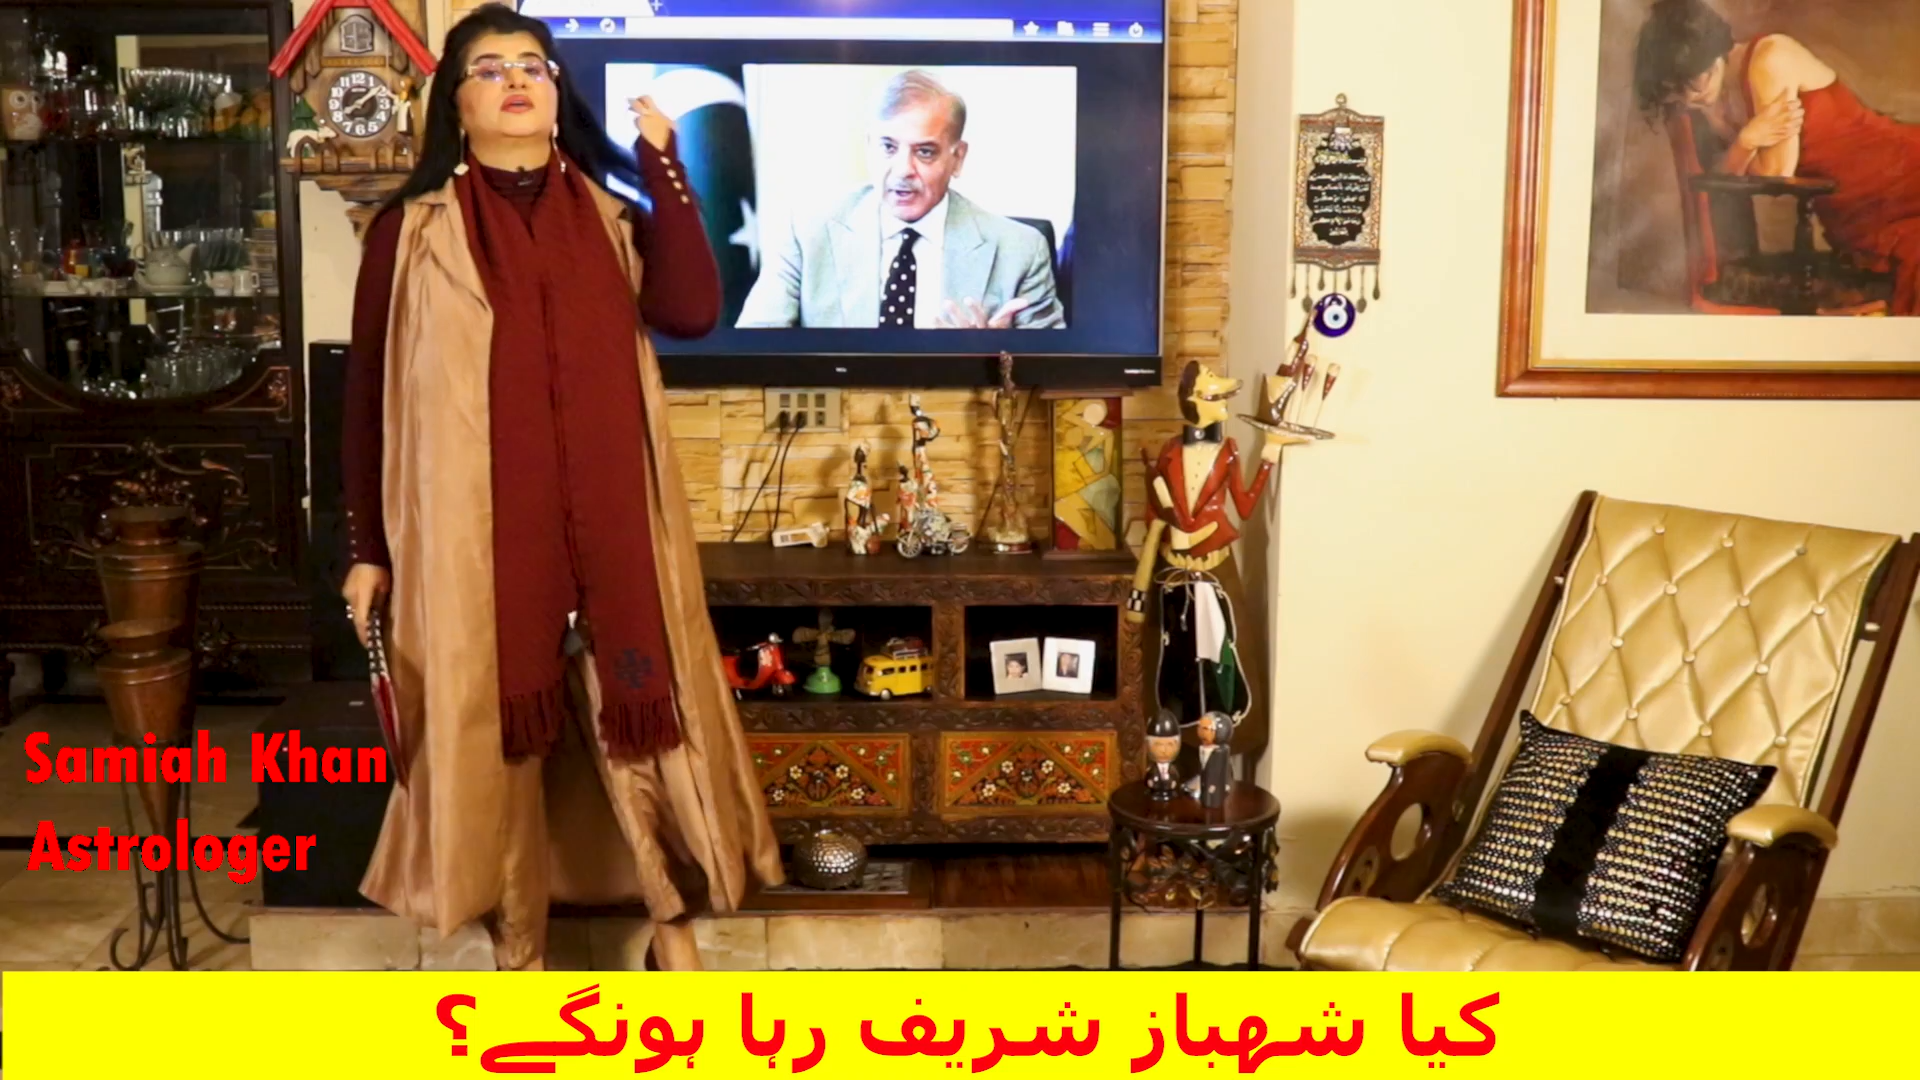 Samiah Khan
Astrologer
کیا شہباز شریف رہا ہونگے؟